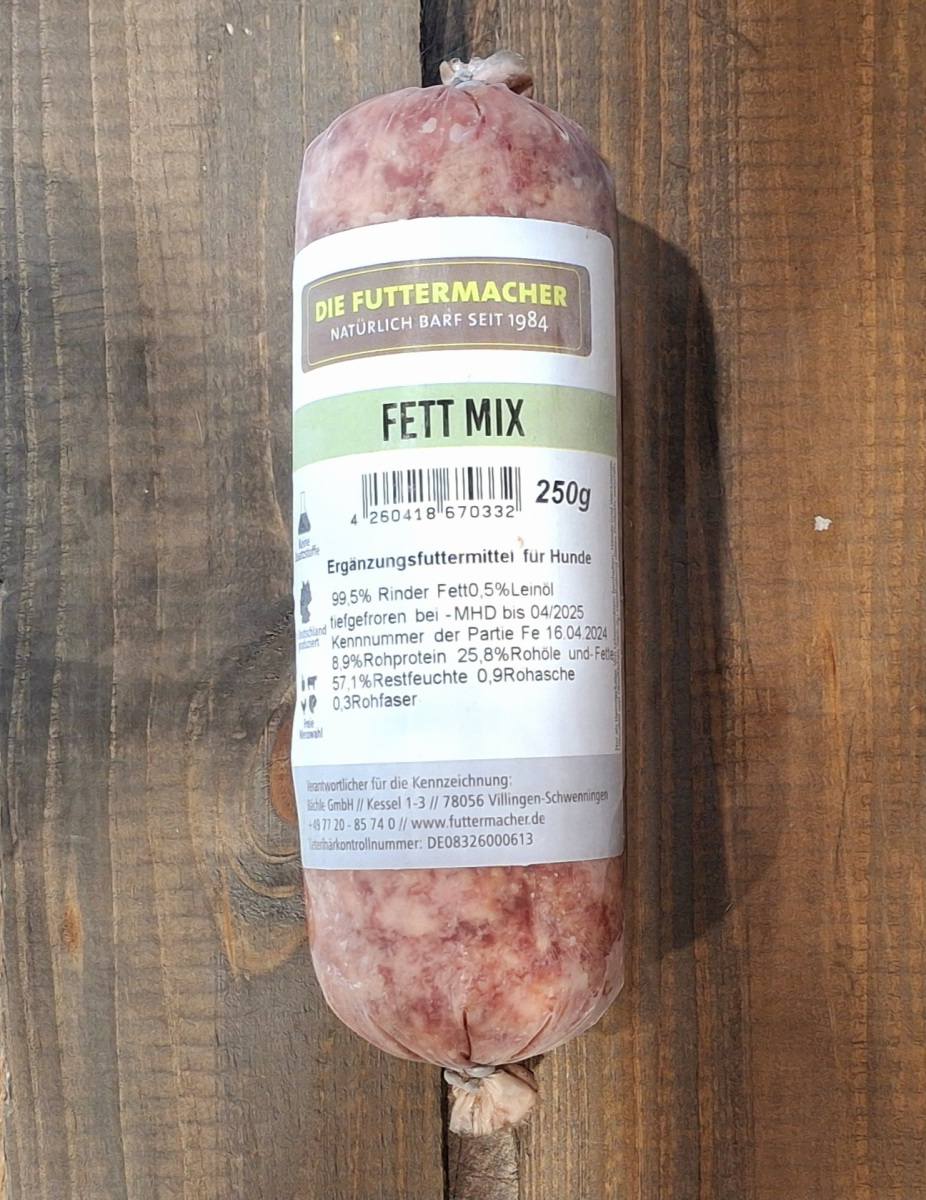 DIE FUTTERMACHER
NATÜRLICH BARF SEIT 1984
FETT MIX
4 260418 670332
250g
Keine
Ergänzungsfuttermittel für Hunde
99,5% Rinder Fett0,5%Leinöl
tiefgefroren bei -MHD bis 04/2025
Kennnummer der Partie Fe 16.04.2024
8,9%Rohprotein 25,8%Rohöle und-Fette
57,1%Restfeuchte 0,9Rohasche
0,3Rohfaser
Freie
Verantwortlicher für die Kennzeichnung:
GmbH // Kessel 1-3 // 78056 Villingen-Schwenningen
+49 77 20 - 85 74 0 // www.futtermacher.de
DE08326000613